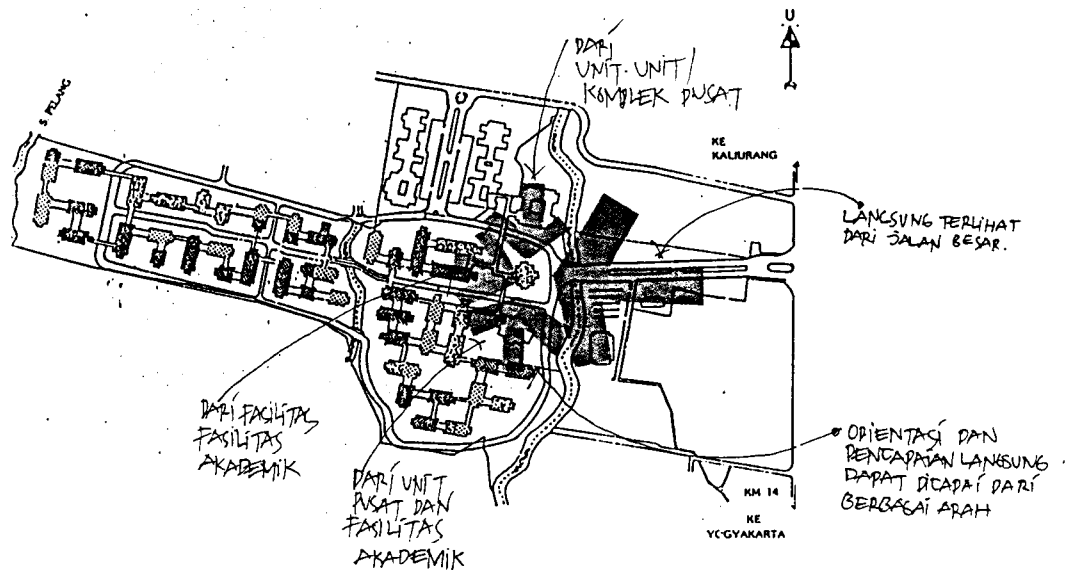 U
DARI
UNIT-UNIT/
KOMPLEK PUSAT
S. PELANG
KE
KALIURANG
LANGSUNG TERLIHAT
DARI JALAN BESAR.
DARI FASILITAS
FASILITAS
AKADEMIK
DARI UNIT
PUSAT DAN
FASILITAS
AKADEMIK
ORIENTASI DAN
PENCAPAIAN LANGSUNG
DAPAT DICAPAI DARI
BERBAGAI ARAH
KM 14
KE
YOGYAKARTA